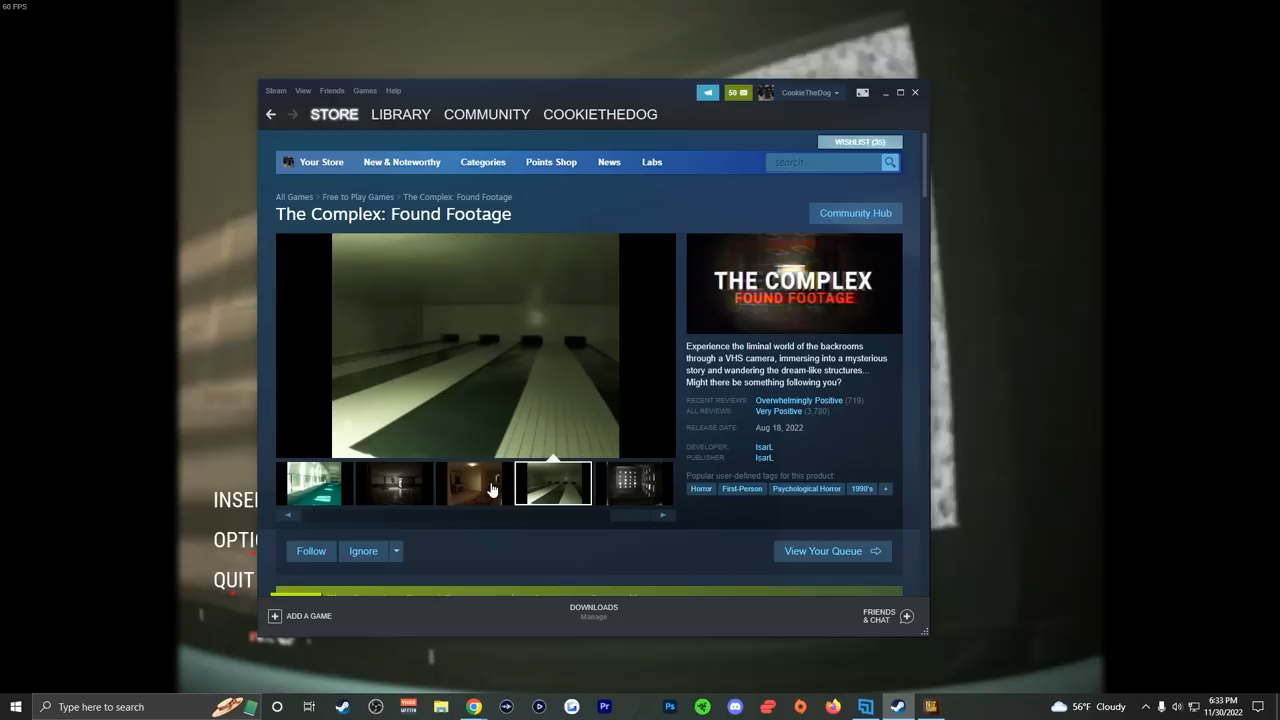 60 FPS
Steam View Friends Games Help
50
CookieTheDog
STORE LIBRARY COMMUNITY COOKIETHEDOG
WISHLIST (35)
Your Store New & Noteworthy Categories Points Shop News Labs
search
All Games > Free to Play Games > The Complex: Found Footage
The Complex: Found Footage
Community Hub
THE COMPLEX
FOUND FOOTAGE
Experience the liminal world of the backrooms
through a VHS camera, immersing into a mysterious
story and wandering the dream-like structures...
Might there be something following you?
RECENT REVIEWS: Overwhelmingly Positive (719)
ALL REVIEWS: Very Positive (3,780)
RELEASE DATE: Aug 18, 2022
DEVELOPER: IsarL
PUBLISHER: IsarL
Popular user-defined tags for this product:
Horror First-Person Psychological Horror 1990's +
INSE
OPTI
QUIT
Follow Ignore
View Your Queue
ADD A GAME
DOWNLOADS
Manage
FRIENDS
& CHAT
Type here to search
56°F Cloudy
6:33 PM
11/30/2022